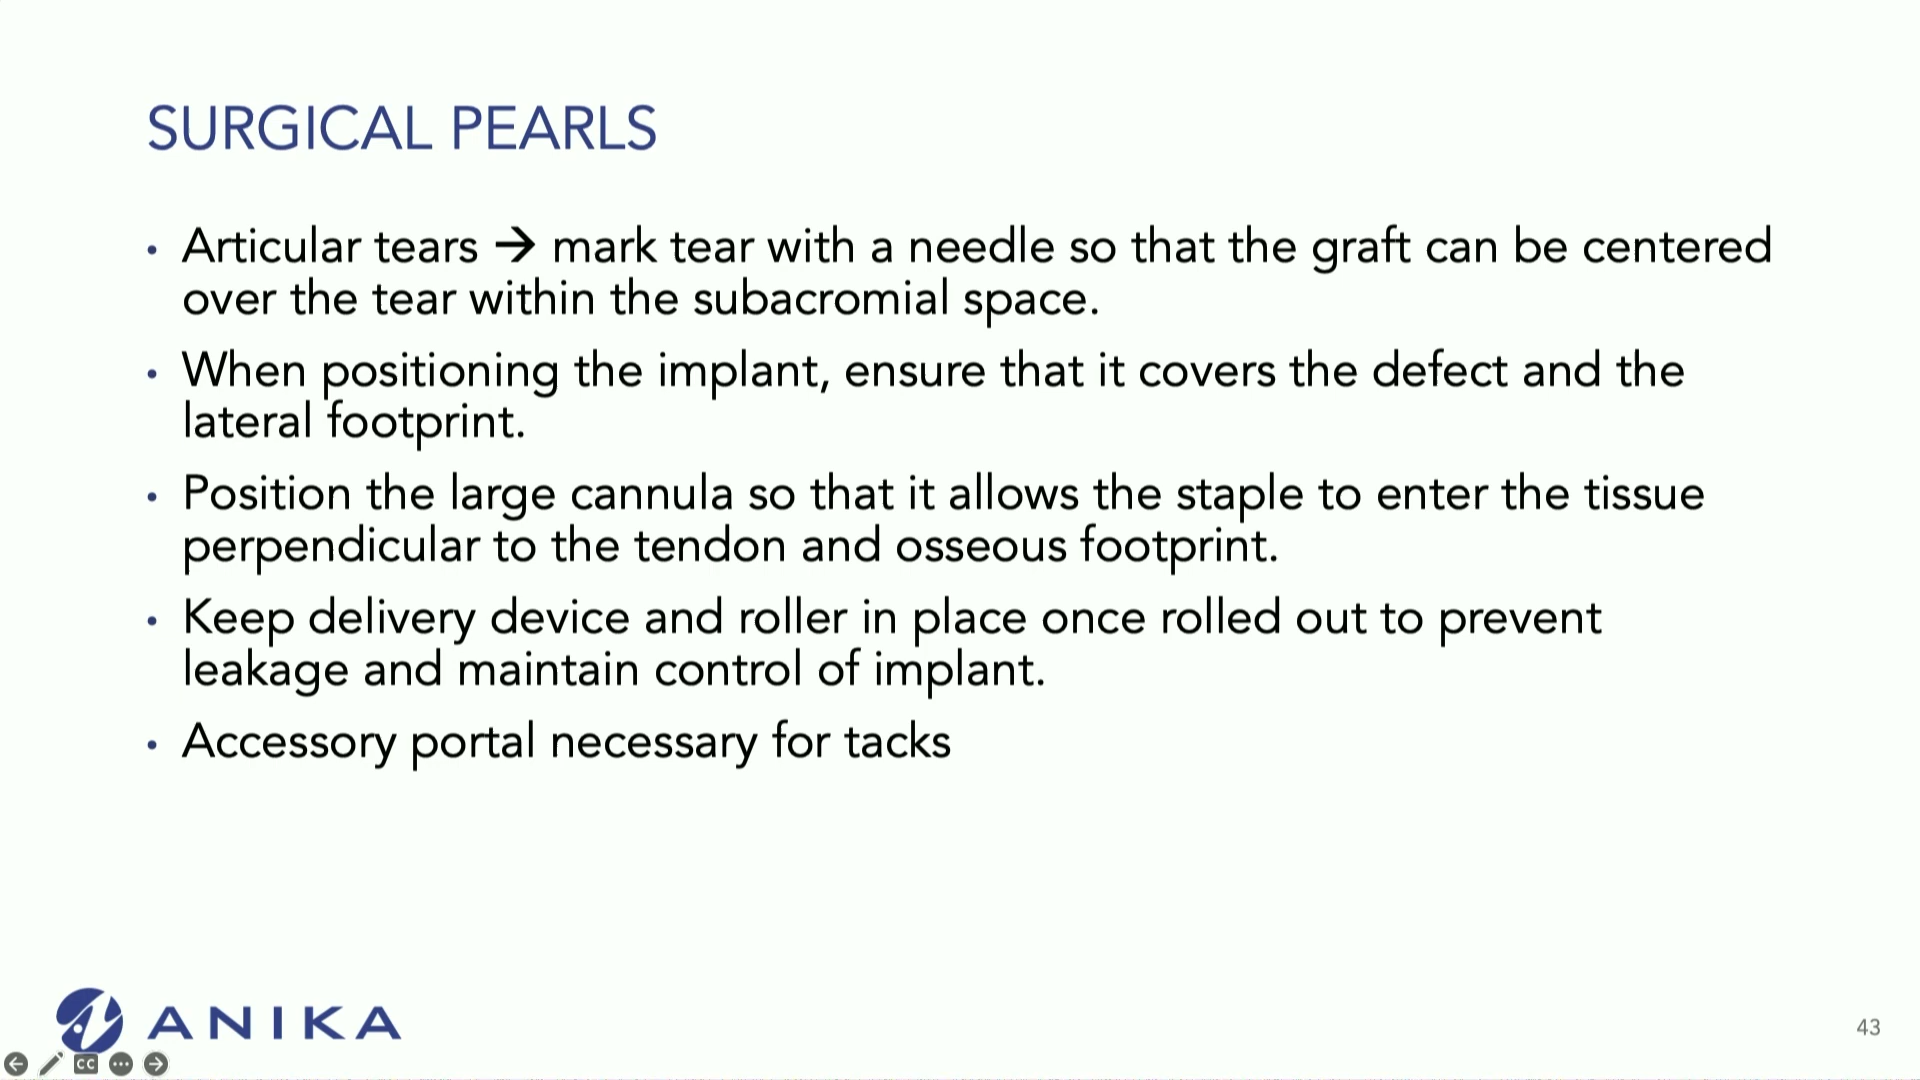 SURGICAL PEARLS
• Articular tears → mark tear with a needle so that the graft can be centered
over the tear within the subacromial space.
• When positioning the implant, ensure that it covers the defect and the
lateral footprint.
• Position the large cannula so that it allows the staple to enter the tissue
perpendicular to the tendon and osseous footprint.
• Keep delivery device and roller in place once rolled out to prevent
leakage and maintain control of implant.
• Accessory portal necessary for tacks
ANIKA
43
CC